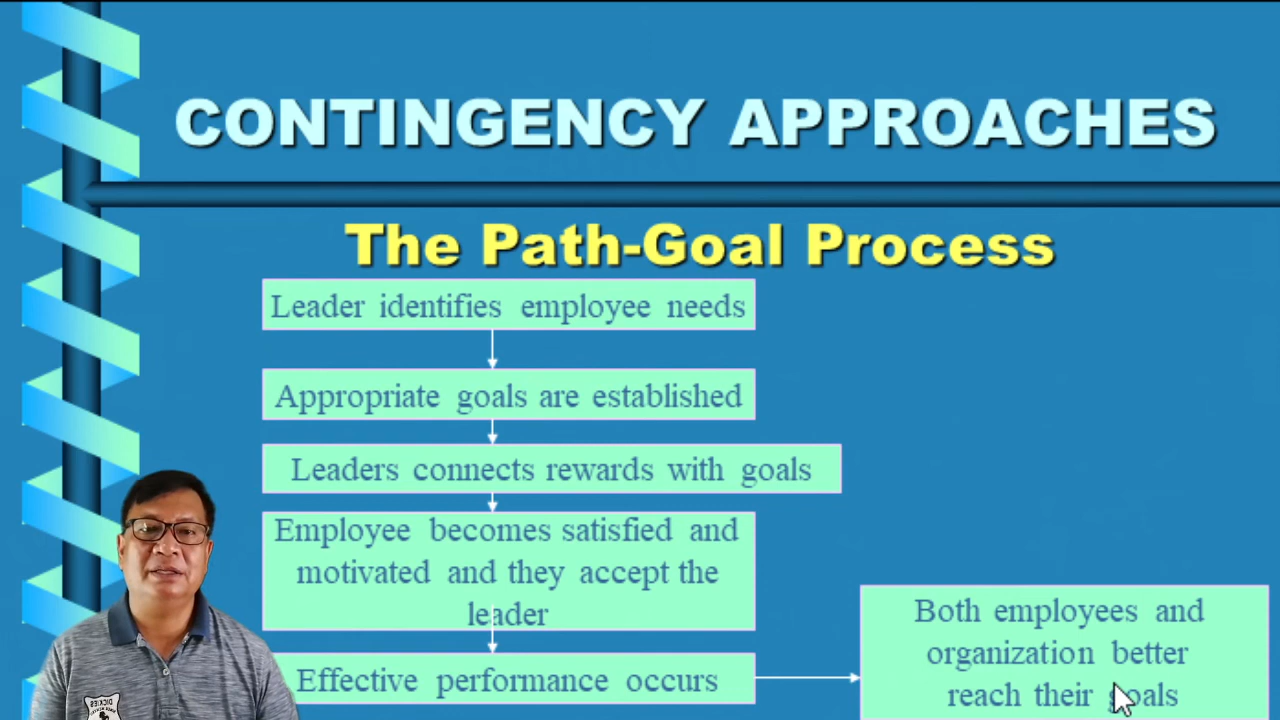 CONTINGENCY APPROACHES
The Path-Goal Process
Leader identifies employee needs
Appropriate goals are established
Leaders connects rewards with goals
Employee becomes satisfied and
motivated and they accept the
leader
Effective performance occurs
Both employees and
organization better
reach their goals
DICKIES